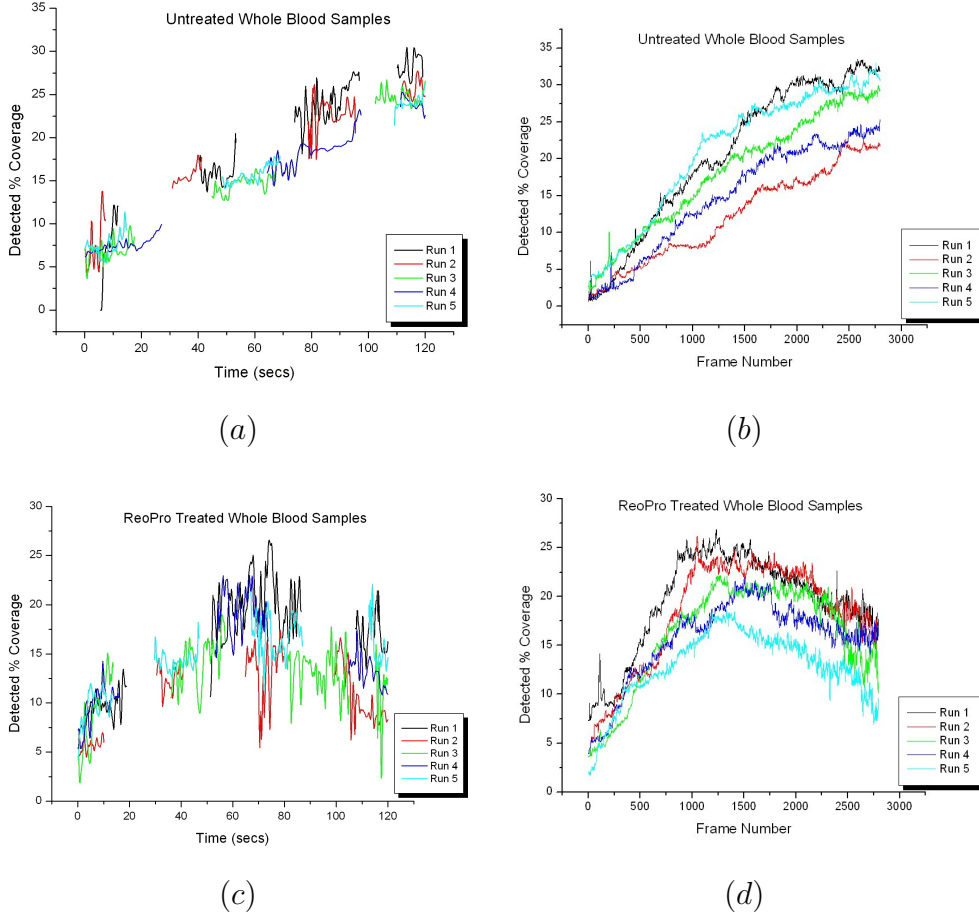 Untreated Whole Blood Samples
35
30
25
20
15
10
5
0
Detected % Coverage
0
20
40
60
80
100
120
Time (secs)
Run 1
Run 2
Run 3
Run 4
Run 5
(a)
Untreated Whole Blood Samples
35
30
25
20
15
10
5
0
Detected % Coverage
0
500
1000
1500
2000
2500
3000
Frame Number
Run 1
Run 2
Run 3
Run 4
Run 5
(b)
ReoPro Treated Whole Blood Samples
30
25
20
15
10
5
0
Detected % Coverage
0
20
40
60
80
100
120
Time (secs)
Run 1
Run 2
Run 3
Run 4
Run 5
(c)
ReoPro Treated Whole Blood Samples
30
25
20
15
10
5
0
Detected % Coverage
0
500
1000
1500
2000
2500
3000
Frame Number
Run 1
Run 2
Run 3
Run 4
Run 5
(d)